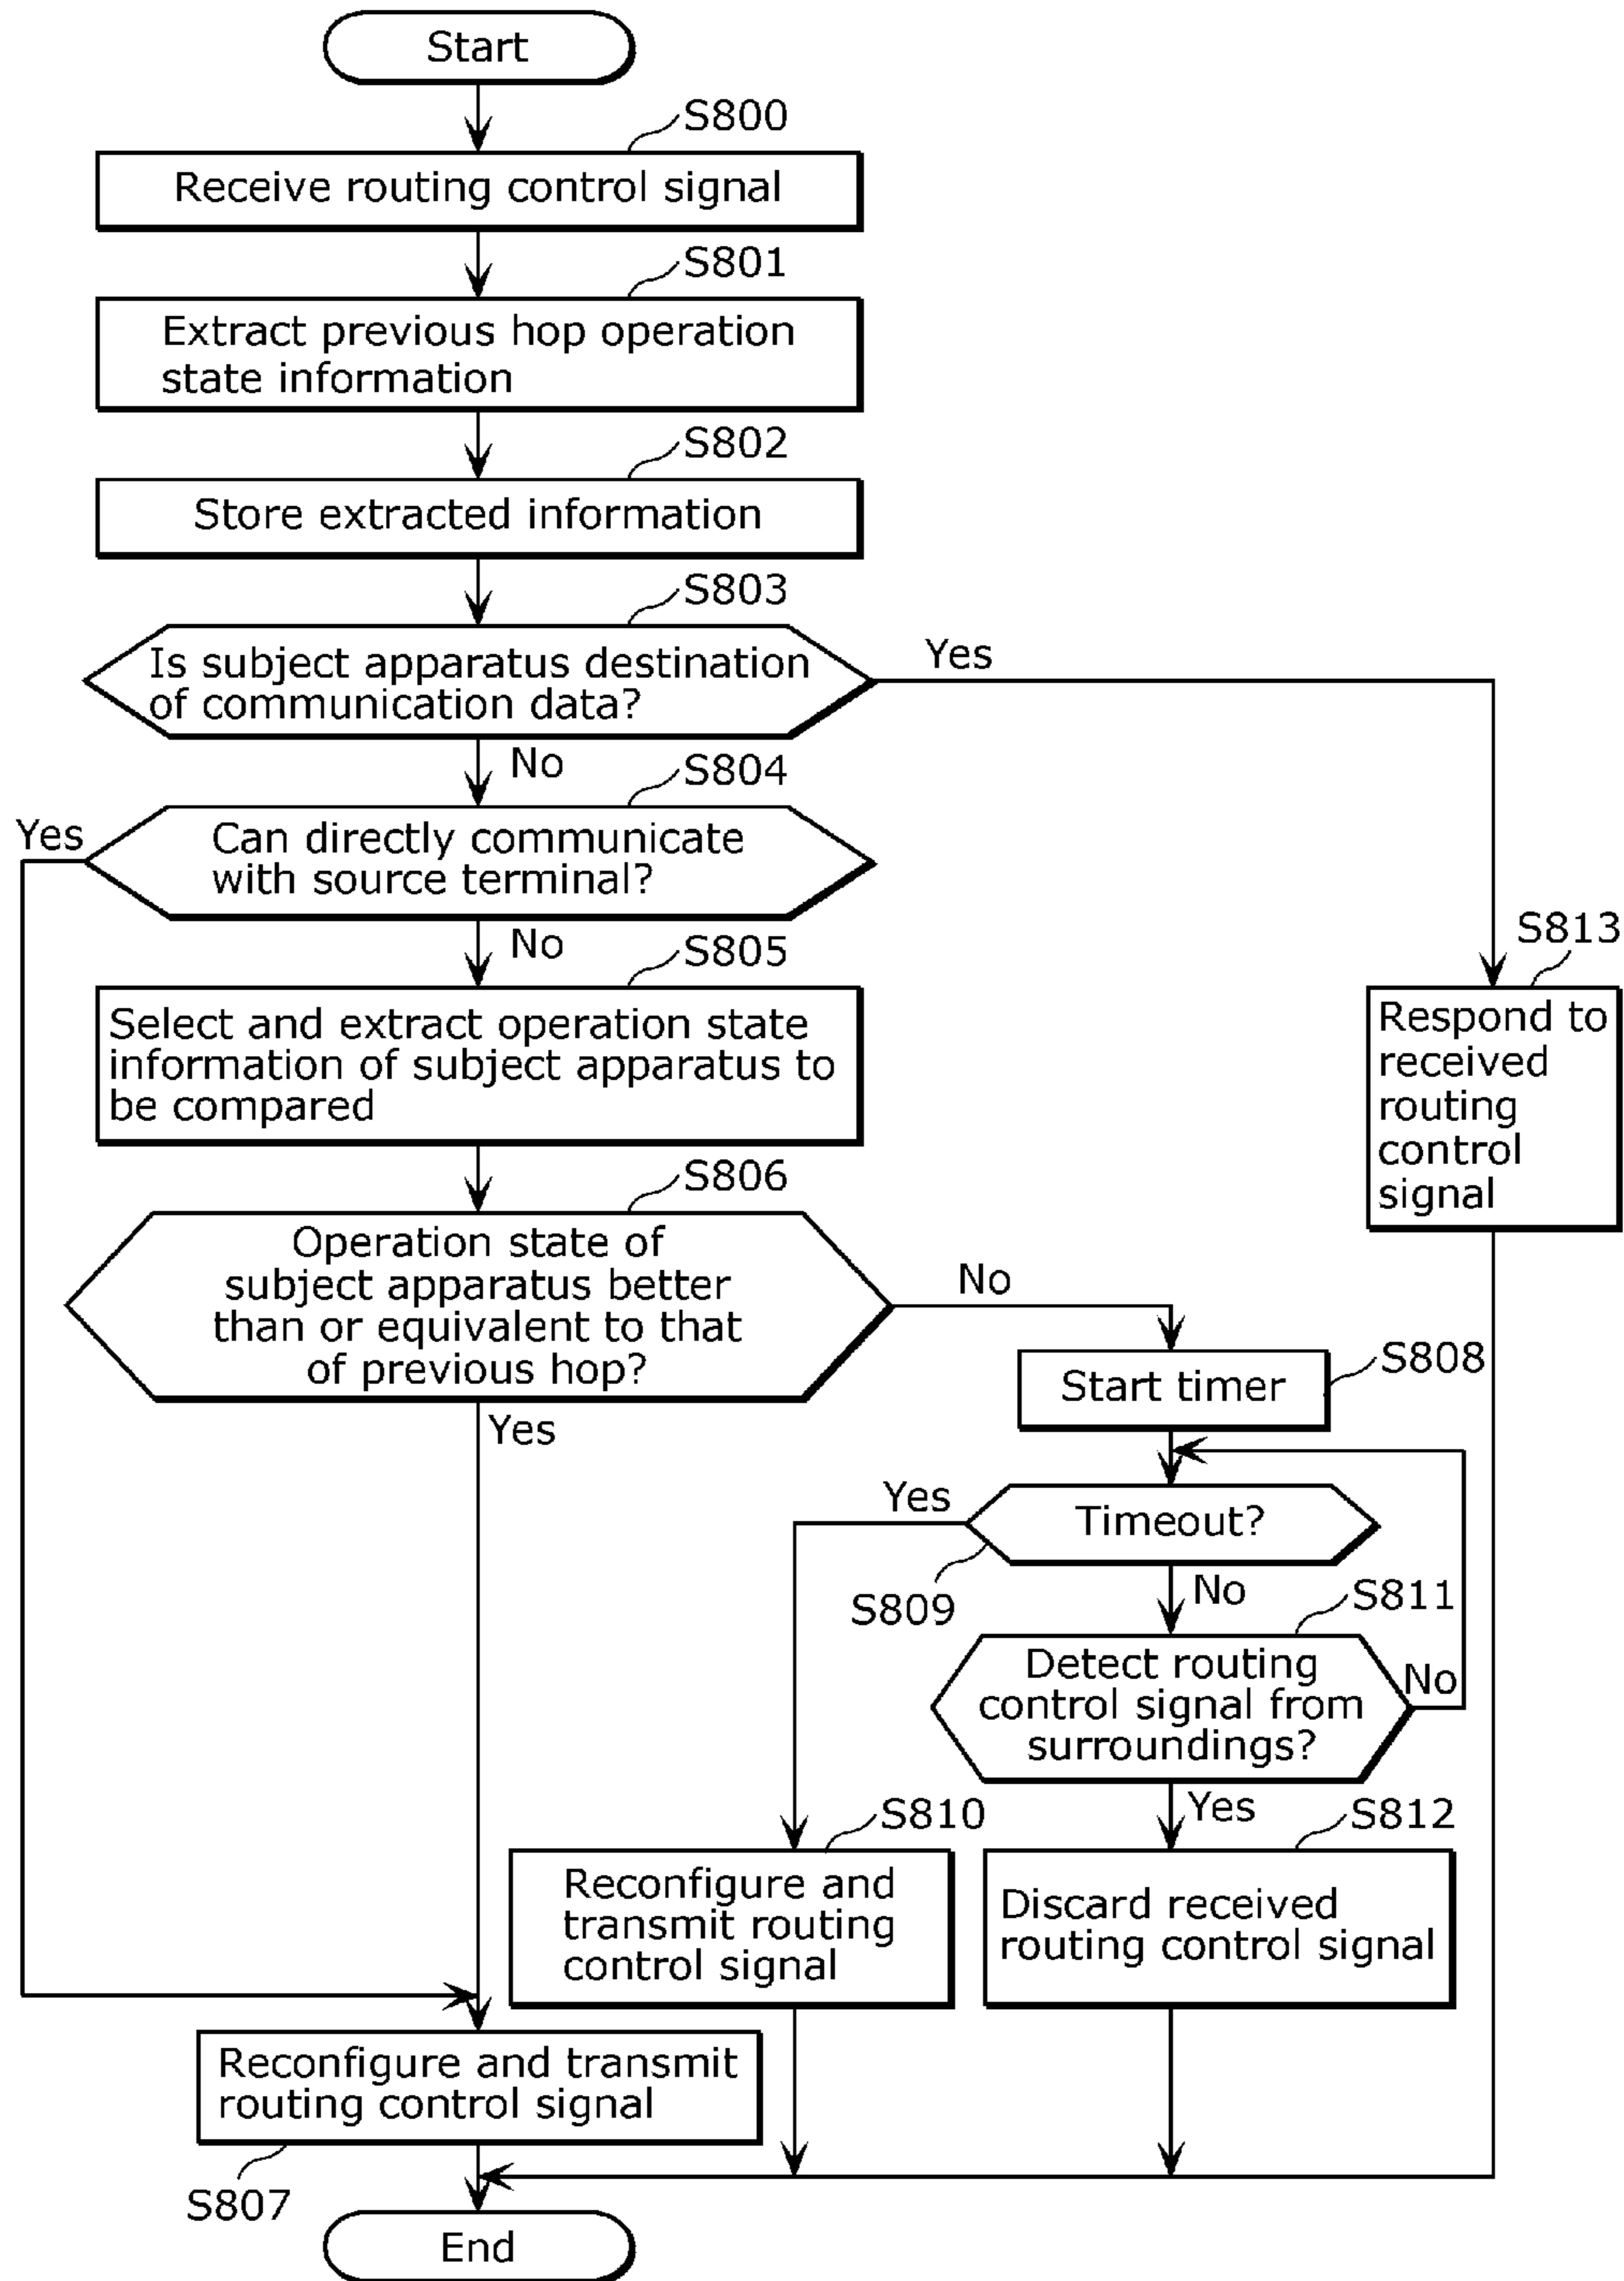 Start
S800
Receive routing control signal
S801
Extract previous hop operation
state information
S802
Store extracted information
S803
Is subject apparatus destination
of communication data?
Yes
No
S804
Yes
Can directly communicate
with source terminal?
No
S805
Select and extract operation state
information of subject apparatus to
be compared
S813
Respond to
received
routing
control
signal
S806
Operation state of
subject apparatus better
than or equivalent to that
of previous hop?
No
Yes
S808
Start timer
Yes
Timeout?
S809
No
S811
Detect routing
control signal from
surroundings?
No
Yes
S810
Reconfigure and
transmit routing
control signal
S812
Discard received
routing control signal
Reconfigure and transmit
routing control signal
S807
End